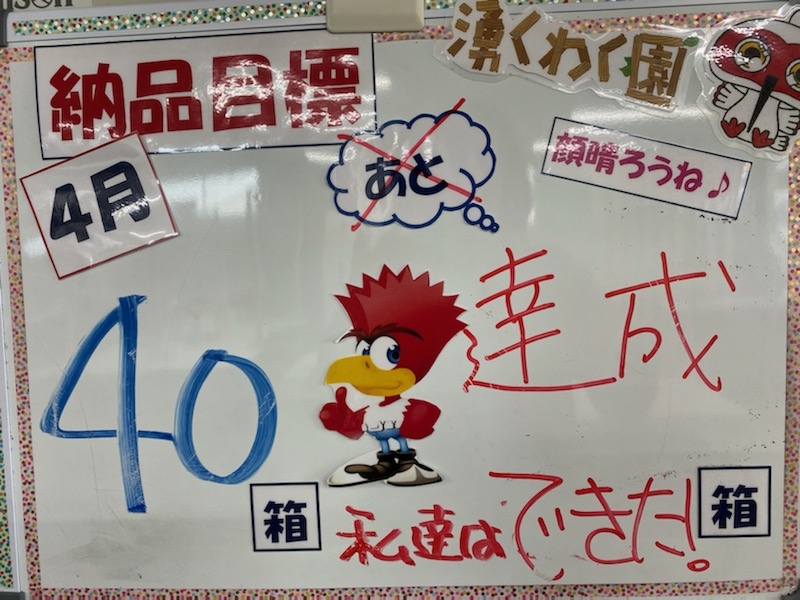 湧くわく園
納品目標
4月
あと
顔晴ろうね♪
40
達成
箱
私達はできた!。
箱